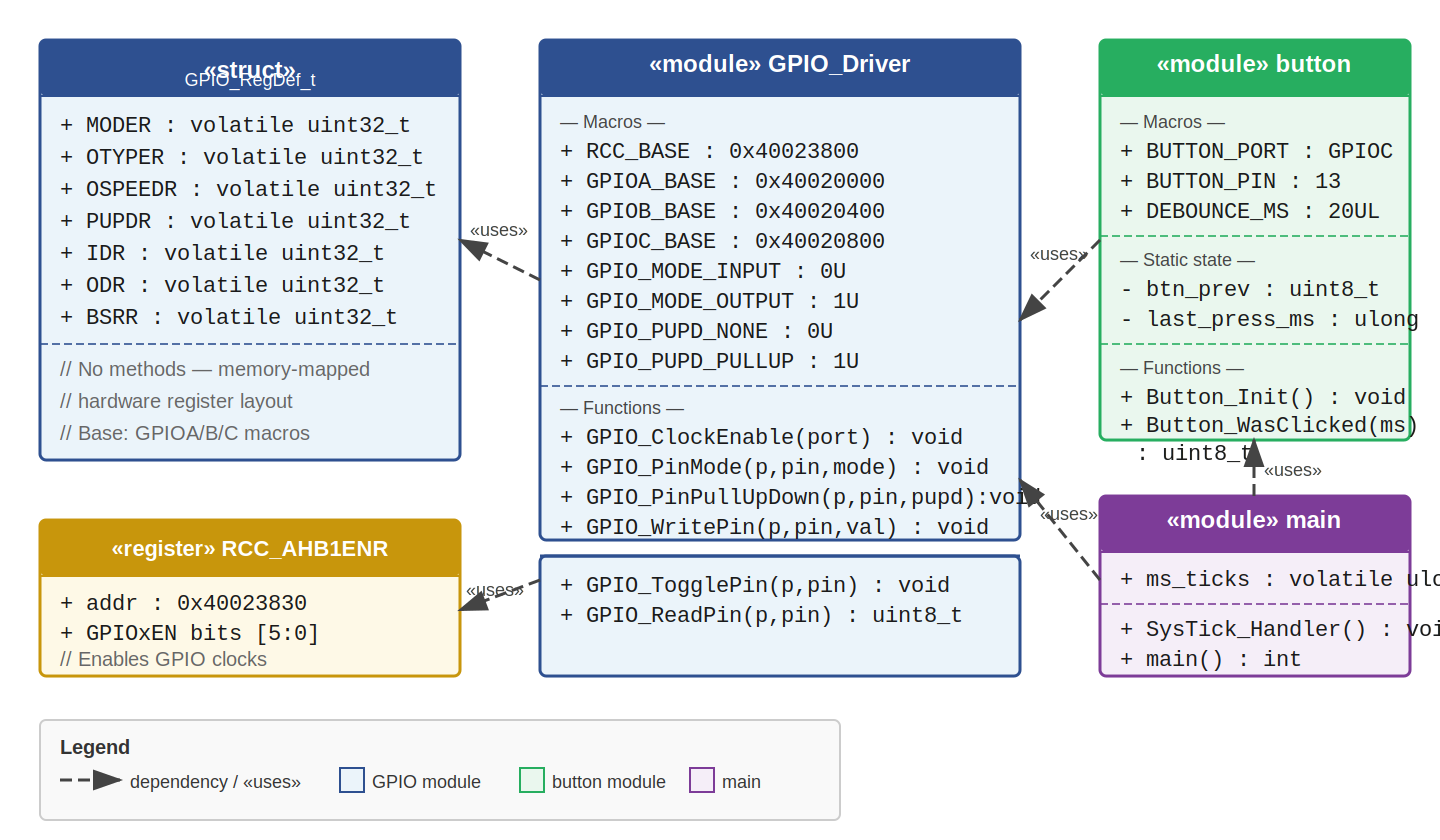 «struct»
GPIO_RegDef_t
+ MODER : volatile uint32_t
+ OTYPER : volatile uint32_t
+ OSPEEDR : volatile uint32_t
+ PUPDR : volatile uint32_t
+ IDR : volatile uint32_t
+ ODR : volatile uint32_t
+ BSRR : volatile uint32_t
// No methods — memory-mapped
// hardware register layout
// Base: GPIOA/B/C macros
«uses»
«module» GPIO_Driver
— Macros —
+ RCC_BASE : 0x40023800
+ GPIOA_BASE : 0x40020000
+ GPIOB_BASE : 0x40020400
+ GPIOC_BASE : 0x40020800
+ GPIO_MODE_INPUT : 0U
+ GPIO_MODE_OUTPUT : 1U
+ GPIO_PUPD_NONE : 0U
+ GPIO_PUPD_PULLUP : 1U
— Functions —
+ GPIO_ClockEnable(port) : void
+ GPIO_PinMode(p,pin,mode) : void
+ GPIO_PinPullUpDown(p,pin,pupd):void
+ GPIO_WritePin(p,pin,val) : void
+ GPIO_TogglePin(p,pin) : void
+ GPIO_ReadPin(p,pin) : uint8_t
«uses»
«module» button
— Macros —
+ BUTTON_PORT : GPIOC
+ BUTTON_PIN : 13
+ DEBOUNCE_MS : 20UL
— Static state —
- btn_prev : uint8_t
- last_press_ms : ulong
— Functions —
+ Button_Init() : void
+ Button_WasClicked(ms)
: uint8_t
«uses»
«uses»
«register» RCC_AHB1ENR
+ addr : 0x40023830
+ GPIOxEN bits [5:0]
// Enables GPIO clocks
«uses»
«module» main
+ ms_ticks : volatile ulo
+ SysTick_Handler() : voi
+ main() : int
Legend
dependency / «uses»
GPIO module
button module
main